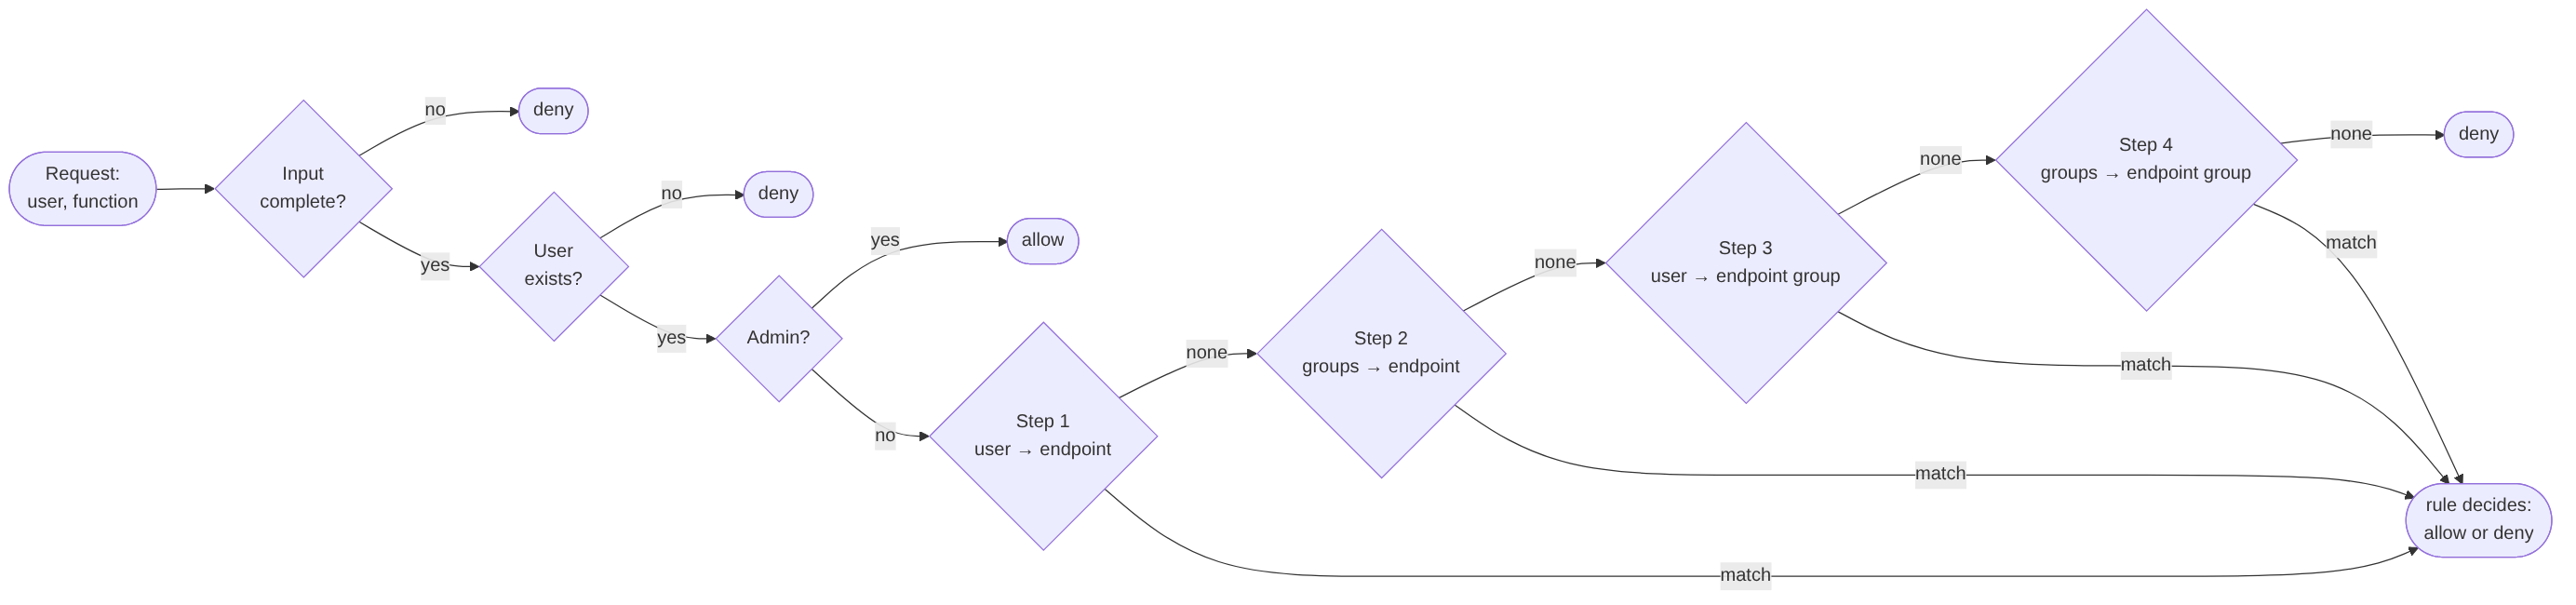 Request:
user, function
Input
complete?
no
deny
yes
User
exists?
no
deny
yes
Admin?
yes
allow
no
Step 1
user → endpoint
none
match
Step 2
groups → endpoint
none
match
Step 3
user → endpoint group
none
match
Step 4
groups → endpoint group
none
deny
match
rule decides:
allow or deny